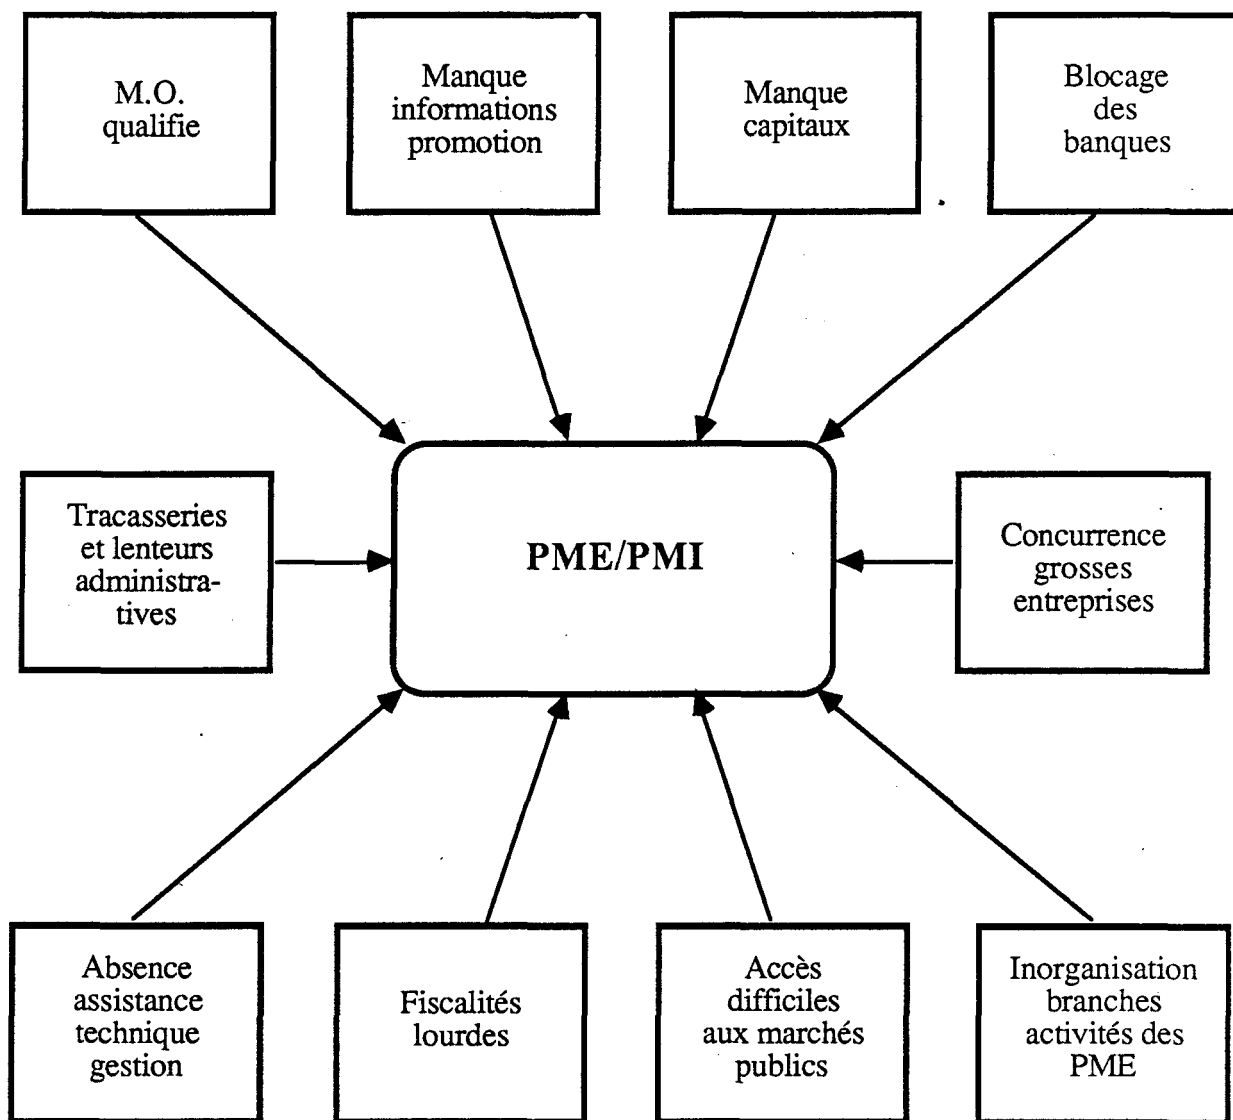 M.O.
qualifie
Manque
informations
promotion
Manque
capitaux
Blocage
des
banques
Tracasseries
et lenteurs
administra-
tives
PME/PMI
Concurrence
grosses
entreprises
Absence
assistance
technique
gestion
Fiscalités
lourdes
Accès
difficiles
aux marchés
publics
Inorganisation
branches
activités des
PME